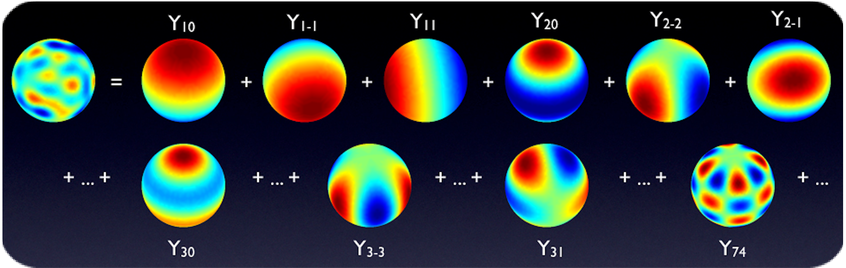 Y10 Y1-1 Y11 Y20 Y2-2 Y2-1
= + + + + +
+ ... + + ... + + ... + + ... + + ...
Y30 Y3-3 Y31 Y74